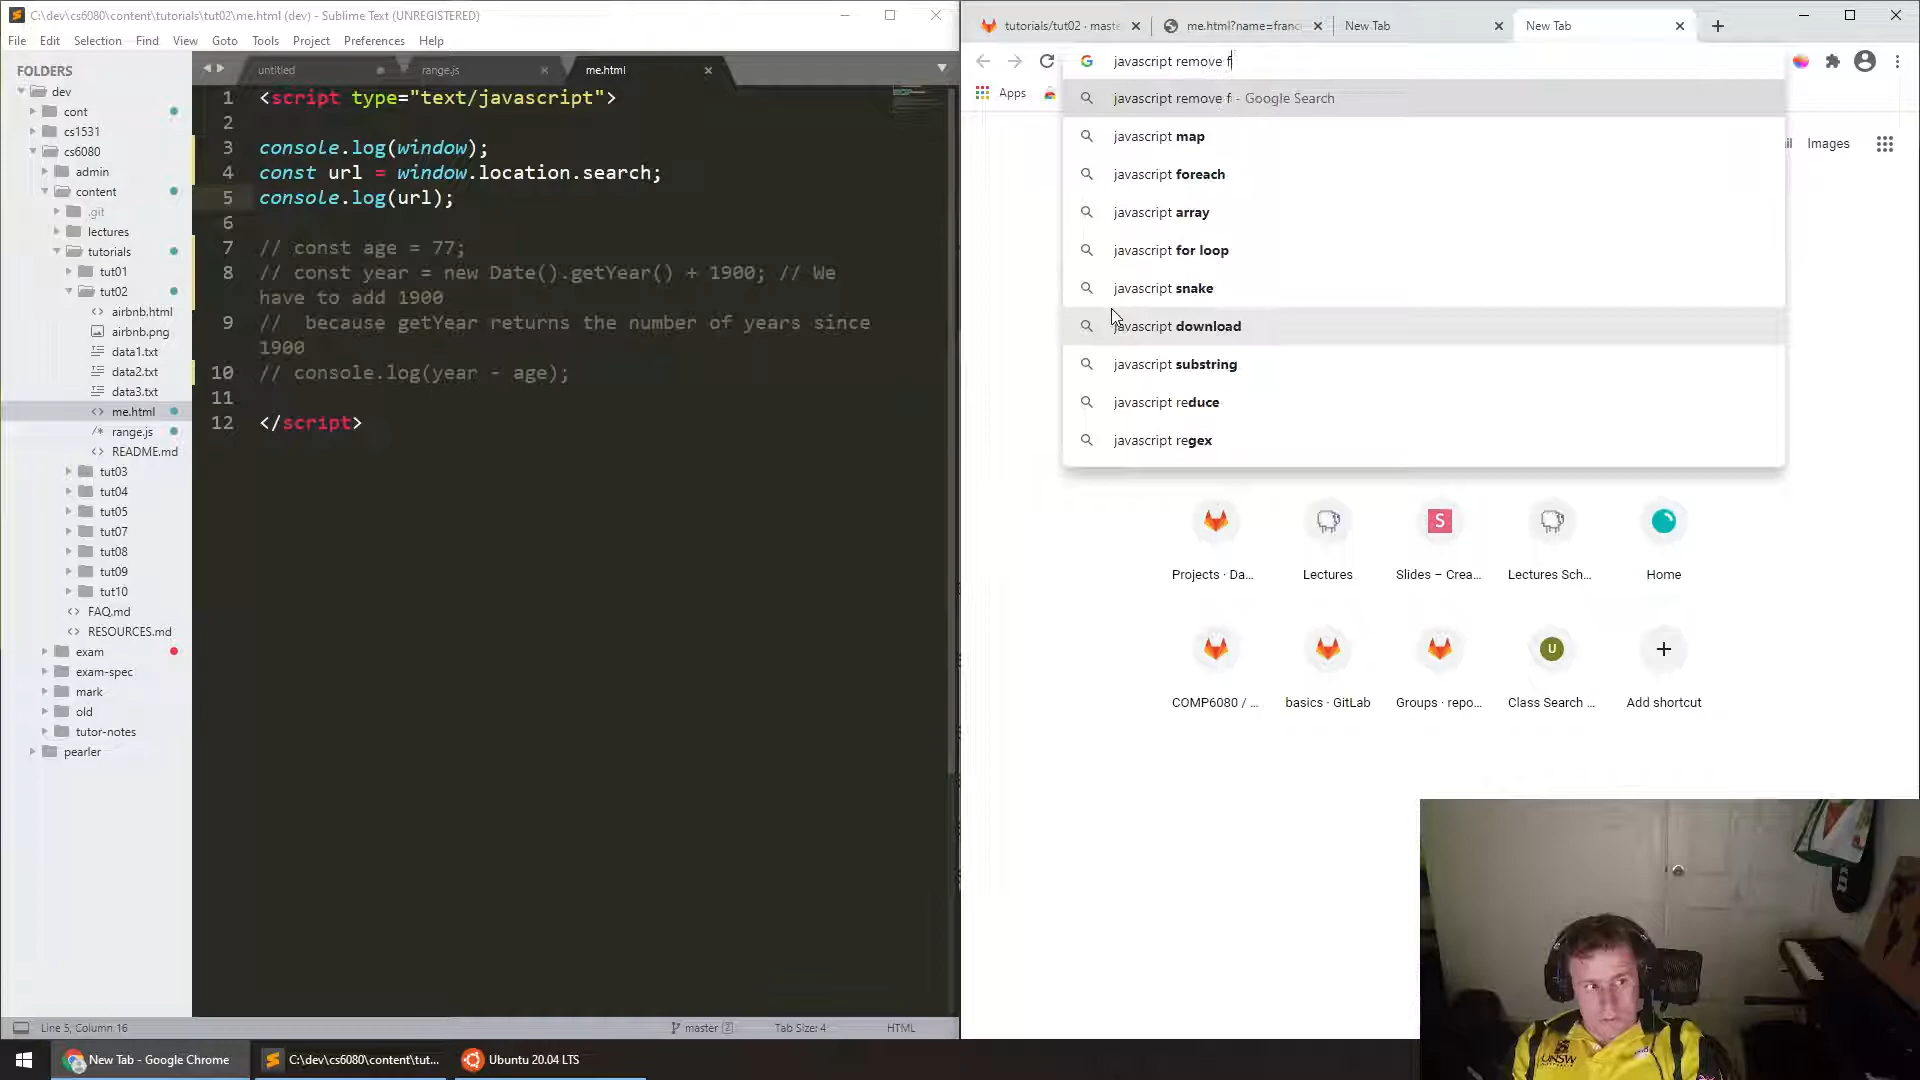 C:\dev\cs6080\content\tutorials\tut02\me.html (dev) - Sublime Text (UNREGISTERED)
File Edit Selection Find View Goto Tools Project Preferences Help
FOLDERS
dev
cont
cs1531
cs6080
admin
content
.git
lectures
tutorials
tut01
tut02
airbnb.html
airbnb.png
data1.txt
data2.txt
data3.txt
me.html
range.js
README.md
tut03
tut04
tut05
tut07
tut08
tut09
tut10
FAQ.md
RESOURCES.md
exam
exam-spec
mark
old
tutor-notes
pearler
untitled range.js me.html
1 <script type="text/javascript">
2
3 console.log(window);
4 const url = window.location.search;
5 console.log(url);
6
7 // const age = 77;
8 // const year = new Date().getYear() + 1900; // We
have to add 1900
9 //  because getYear returns the number of years since
1900
10 // console.log(year - age);
11
12 </script>
Line 5, Column 16 master 2 Tab Size: 4 HTML
tutorials/tut02 · maste me.html?name=franc New Tab New Tab
javascript remove f
Apps
javascript remove f - Google Search
javascript map
javascript foreach
javascript array
javascript for loop
javascript snake
javascript download
javascript substring
javascript reduce
javascript regex
Images
S
Projects · Da... Lectures Slides – Crea... Lectures Sch... Home
U
COMP6080 / ... basics · GitLab Groups · repo... Class Search ... Add shortcut
UNSW
New Tab - Google Chrome C:\dev\cs6080\content\tut... Ubuntu 20.04 LTS